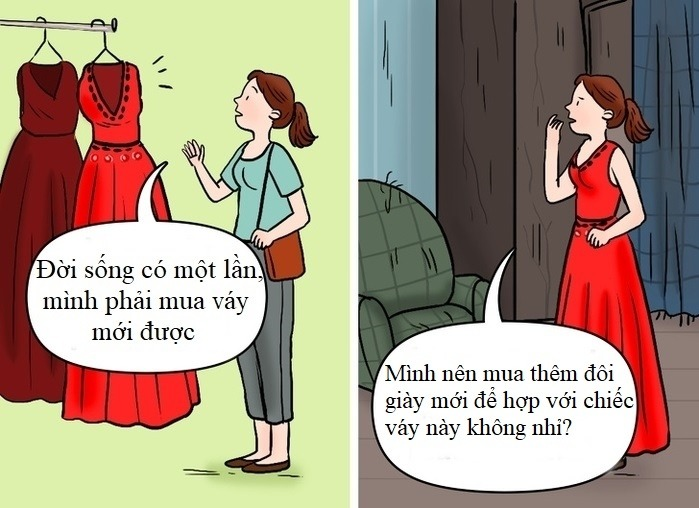 Đời sống có một lần,
mình phải mua váy
mới được
Mình nên mua thêm đôi
giày mới để hợp với chiếc
váy này không nhỉ?